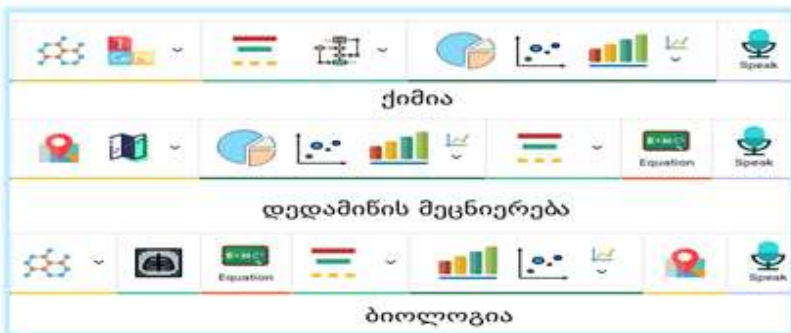 Speak
ქიმია
Equation Speak
დედამიწის მეცნიერება
Equation Speak
ბიოლოგია